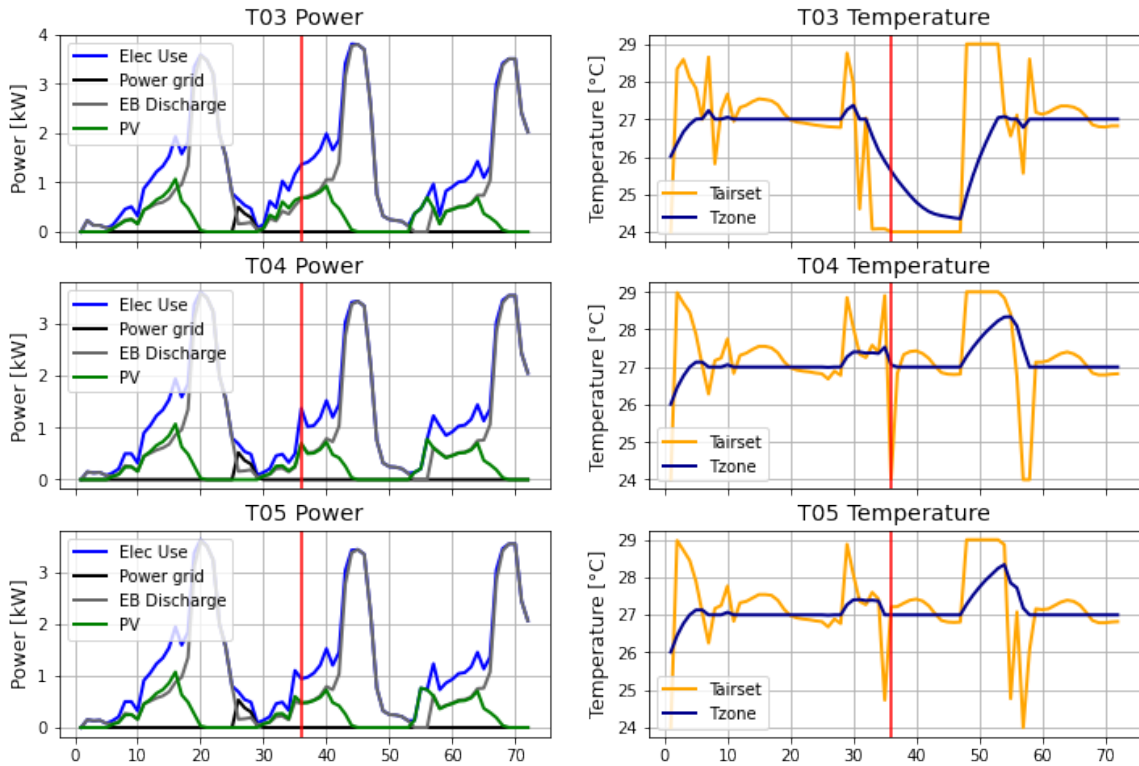 T03 Power
T03 Temperature
Power [kW]
4
3
2
1
0
Elec Use
Power grid
EB Discharge
PV
Temperature [°C]
29
28
27
26
25
24
Tairset
Tzone
T04 Power
T04 Temperature
Power [kW]
3
2
1
0
Elec Use
Power grid
EB Discharge
PV
Temperature [°C]
29
28
27
26
25
24
Tairset
Tzone
T05 Power
T05 Temperature
Power [kW]
3
2
1
0
Elec Use
Power grid
EB Discharge
PV
0 10 20 30 40 50 60 70
Temperature [°C]
29
28
27
26
25
24
Tairset
Tzone
0 10 20 30 40 50 60 70